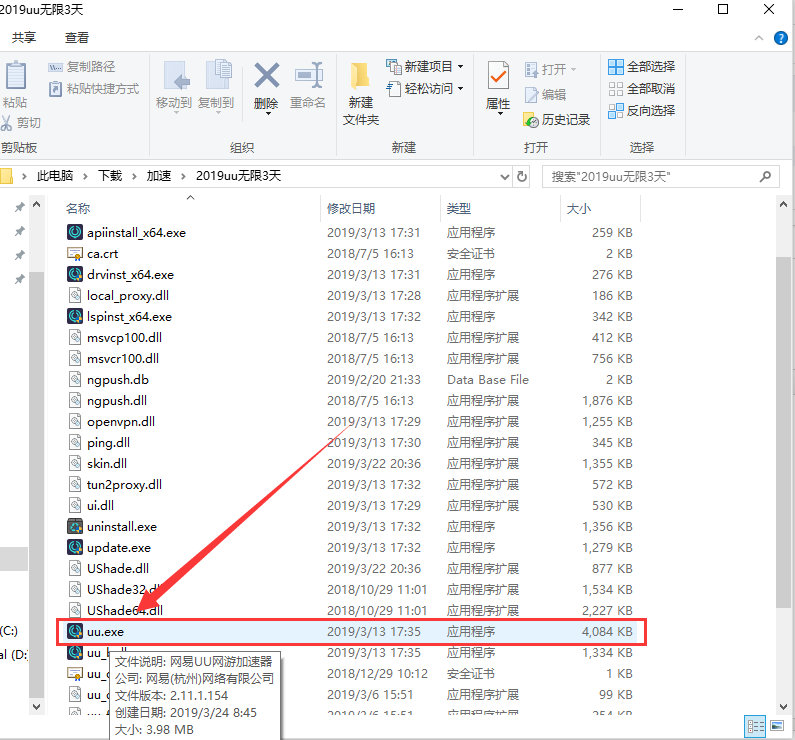 2019uu无限3天
共享 查看
粘贴 复制路径 粘贴快捷方式 剪切
移动到 复制到 删除 重命名
新建文件夹 新建项目 轻松访问
属性 打开 编辑 历史记录
全部选择 全部取消 反向选择
剪贴板 组织 新建 打开 选择
此电脑 下载 加速 2019uu无限3天 搜索"2019uu无限3天"
名称 修改日期 类型 大小
apiinstall_x64.exe 2019/3/13 17:31 应用程序 259 KB
ca.crt 2018/7/5 16:13 安全证书 2 KB
drvinst_x64.exe 2019/3/13 17:31 应用程序 276 KB
local_proxy.dll 2019/3/13 17:28 应用程序扩展 186 KB
lspinst_x64.exe 2019/3/13 17:32 应用程序 342 KB
msvcp100.dll 2018/7/5 16:13 应用程序扩展 412 KB
msvcr100.dll 2018/7/5 16:13 应用程序扩展 756 KB
ngpush.db 2019/2/20 21:33 Data Base File 2 KB
ngpush.dll 2018/7/5 16:13 应用程序扩展 1,876 KB
openvpn.dll 2019/3/13 17:29 应用程序扩展 1,255 KB
ping.dll 2019/3/13 17:30 应用程序扩展 345 KB
skin.dll 2019/3/22 20:36 应用程序扩展 1,355 KB
tun2proxy.dll 2019/3/13 17:32 应用程序扩展 572 KB
ui.dll 2019/3/13 17:29 应用程序扩展 530 KB
uninstall.exe 2019/3/13 17:32 应用程序 1,356 KB
update.exe 2019/3/13 17:32 应用程序 1,279 KB
UShade.dll 2019/3/22 20:36 应用程序扩展 877 KB
UShade32.dll 2018/10/29 11:01 应用程序扩展 1,534 KB
UShade64.dll 2018/10/29 11:01 应用程序扩展 2,227 KB
(C:) uu.exe 2019/3/13 17:35 应用程序 4,084 KB
al (D: 2019/3/13 17:32 应用程序 1,334 KB
2018/12/29 10:12 安全证书 1 KB
2019/3/6 15:51 应用程序扩展 99 KB
2019/3/6 15:51 应用程序扩展 254 KB
文件说明: 网易UU网游加速器
公司: 网易(杭州)网络有限公司
文件版本: 2.11.1.154
创建日期: 2019/3/24 8:45
大小: 3.98 MB